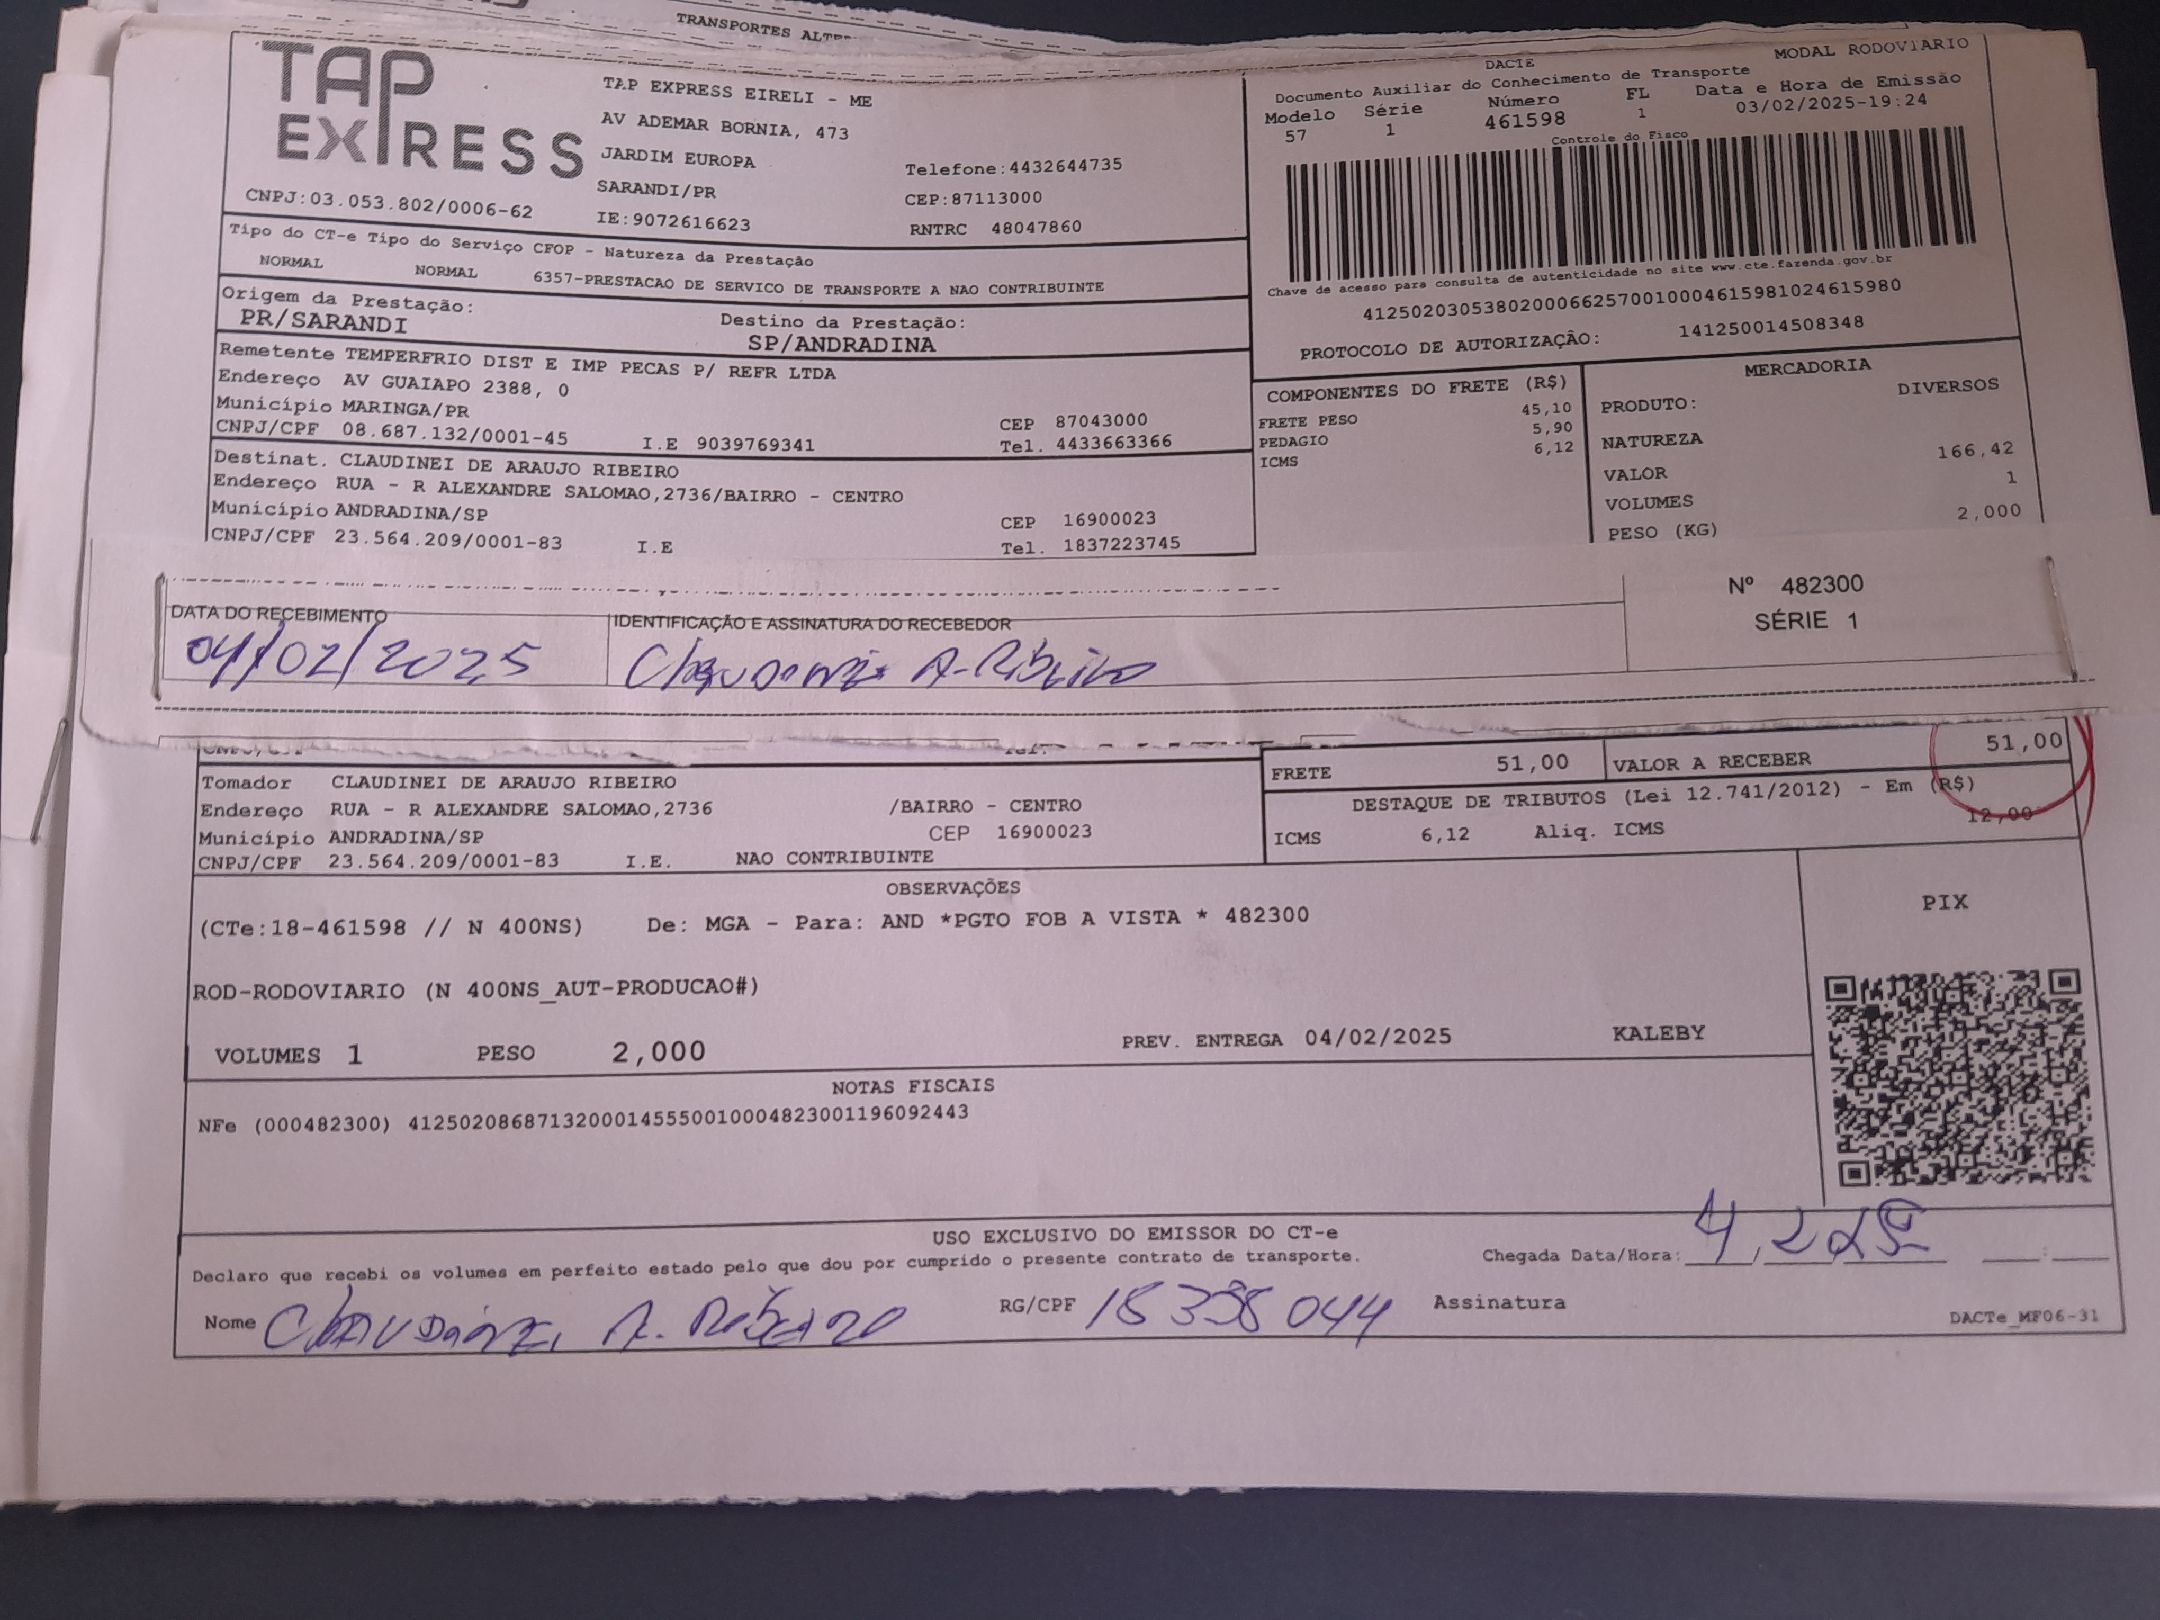 TRANSPORTES ALTER
TAP
EXPRESS
CNPJ:03.053.802/0006-62
TAP EXPRESS EIRELI - ME
AV ADEMAR BORNIA, 473
JARDIM EUROPA
Telefone:4432644735
SARANDI/PR
CEP:87113000
IE:9072616623
RNTRC 48047860
DACTE
MODAL RODOVIARIO
Documento Auxiliar do Conhecimento de Transporte
Modelo Série Número FL Data e Hora de Emissão
57 1 461598 1 03/02/2025-19:24
Controle do Fisco
Chave de acesso para consulta de autenticidade no site www.cte.fazenda.gov.br
41250203053802000662570010004615981024615980
PROTOCOLO DE AUTORIZAÇÃO: 141250014508348
Tipo do CT-e Tipo do Serviço CFOP - Natureza da Prestação
NORMAL NORMAL 6357-PRESTACAO DE SERVICO DE TRANSPORTE A NAO CONTRIBUINTE
Origem da Prestação: Destino da Prestação:
PR/SARANDI SP/ANDRADINA
Remetente TEMPERFRIO DIST E IMP PECAS P/ REFR LTDA
Endereço AV GUAIAPO 2388, 0
Município MARINGA/PR CEP 87043000
CNPJ/CPF 08.687.132/0001-45 I.E 9039769341 Tel. 4433663366
Destinat. CLAUDINEI DE ARAUJO RIBEIRO
Endereço RUA - R ALEXANDRE SALOMAO,2736/BAIRRO - CENTRO
Município ANDRADINA/SP CEP 16900023
CNPJ/CPF 23.564.209/0001-83 I.E Tel. 1837223745
COMPONENTES DO FRETE (R$)
FRETE PESO 45,10
PEDAGIO 5,90
ICMS 6,12
MERCADORIA
PRODUTO: DIVERSOS
NATUREZA
VALOR 166,42
VOLUMES 1
PESO (KG) 2,000
DATA DO RECEBIMENTO
04/02/2025
IDENTIFICAÇÃO E ASSINATURA DO RECEBEDOR
Claudinei A. Ribeiro
Nº 482300
SÉRIE 1
Tomador CLAUDINEI DE ARAUJO RIBEIRO
Endereço RUA - R ALEXANDRE SALOMAO,2736 /BAIRRO - CENTRO
Município ANDRADINA/SP CEP 16900023
CNPJ/CPF 23.564.209/0001-83 I.E. NAO CONTRIBUINTE
FRETE 51,00 VALOR A RECEBER 51,00
DESTAQUE DE TRIBUTOS (Lei 12.741/2012) - Em (R$)
ICMS 6,12 Aliq. ICMS 12,00
OBSERVAÇÕES
(CTe:18-461598 // N 400NS) De: MGA - Para: AND *PGTO FOB A VISTA * 482300
ROD-RODOVIARIO (N 400NS_AUT-PRODUCAO#)
VOLUMES 1 PESO 2,000 PREV. ENTREGA 04/02/2025 KALEBY
PIX
NOTAS FISCAIS
NFe (000482300) 41250208687132000145550010004823001196092443
USO EXCLUSIVO DO EMISSOR DO CT-e
Declaro que recebi os volumes em perfeito estado pelo que dou por cumprido o presente contrato de transporte.
Chegada Data/Hora: 4/2/25
Nome Claudinei A. Ribeiro RG/CPF 18 338 044 Assinatura
DACTe_MF06-31